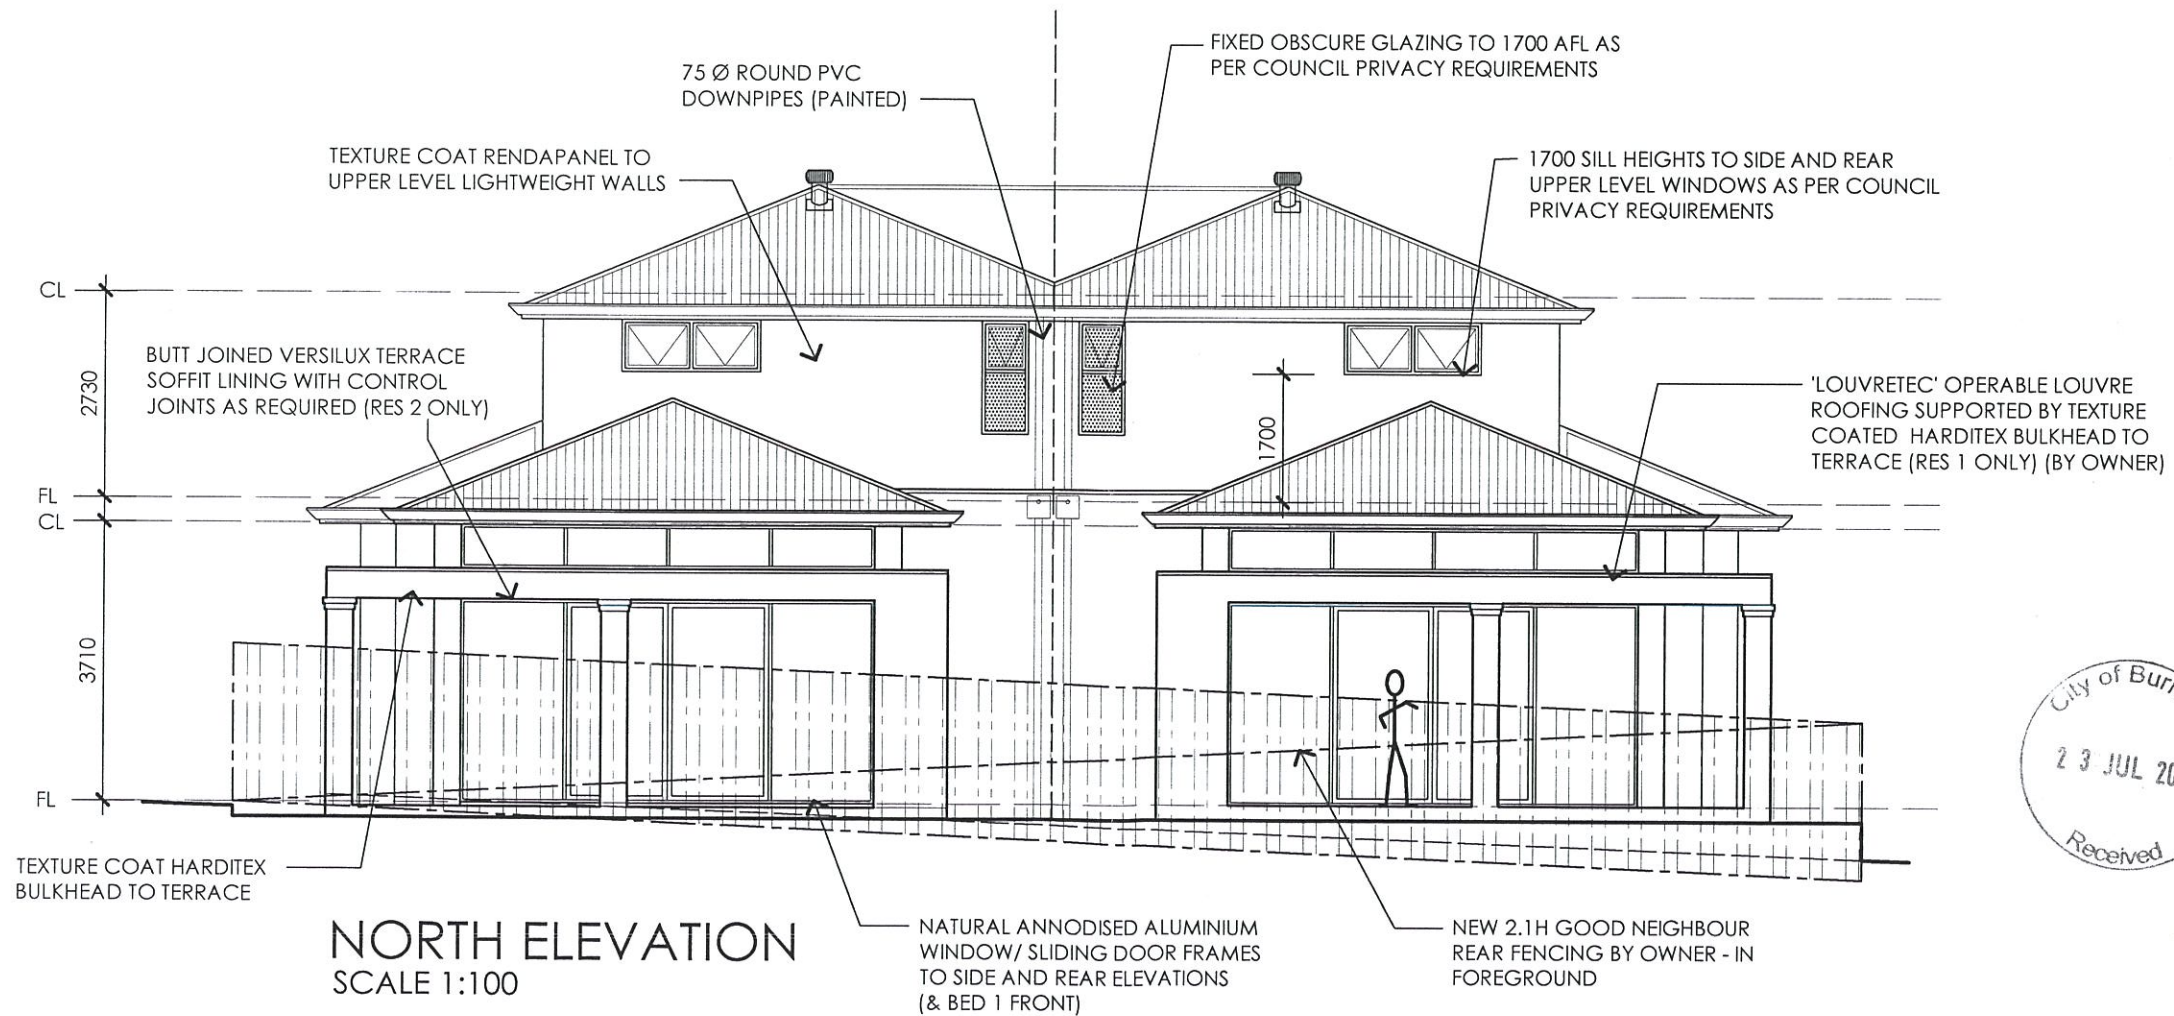 FIXED OBSCURE GLAZING TO 1700 AFL AS
PER COUNCIL PRIVACY REQUIREMENTS
75 Ø ROUND PVC
DOWNPIPES (PAINTED)
TEXTURE COAT RENDAPANEL TO
UPPER LEVEL LIGHTWEIGHT WALLS
1700 SILL HEIGHTS TO SIDE AND REAR
UPPER LEVEL WINDOWS AS PER COUNCIL
PRIVACY REQUIREMENTS
CL
2730
BUTT JOINED VERSILUX TERRACE
SOFFIT LINING WITH CONTROL
JOINTS AS REQUIRED (RES 2 ONLY)
'LOUVRETEC' OPERABLE LOUVRE
ROOFING SUPPORTED BY TEXTURE
COATED HARDITEX BULKHEAD TO
TERRACE (RES 1 ONLY) (BY OWNER)
1700
FL
CL
3710
FL
City of Bur
2 3 JUL 20
Received
TEXTURE COAT HARDITEX
BULKHEAD TO TERRACE
NORTH ELEVATION
SCALE 1:100
NATURAL ANNODISED ALUMINIUM
WINDOW/ SLIDING DOOR FRAMES
TO SIDE AND REAR ELEVATIONS
(& BED 1 FRONT)
NEW 2.1H GOOD NEIGHBOUR
REAR FENCING BY OWNER - IN
FOREGROUND